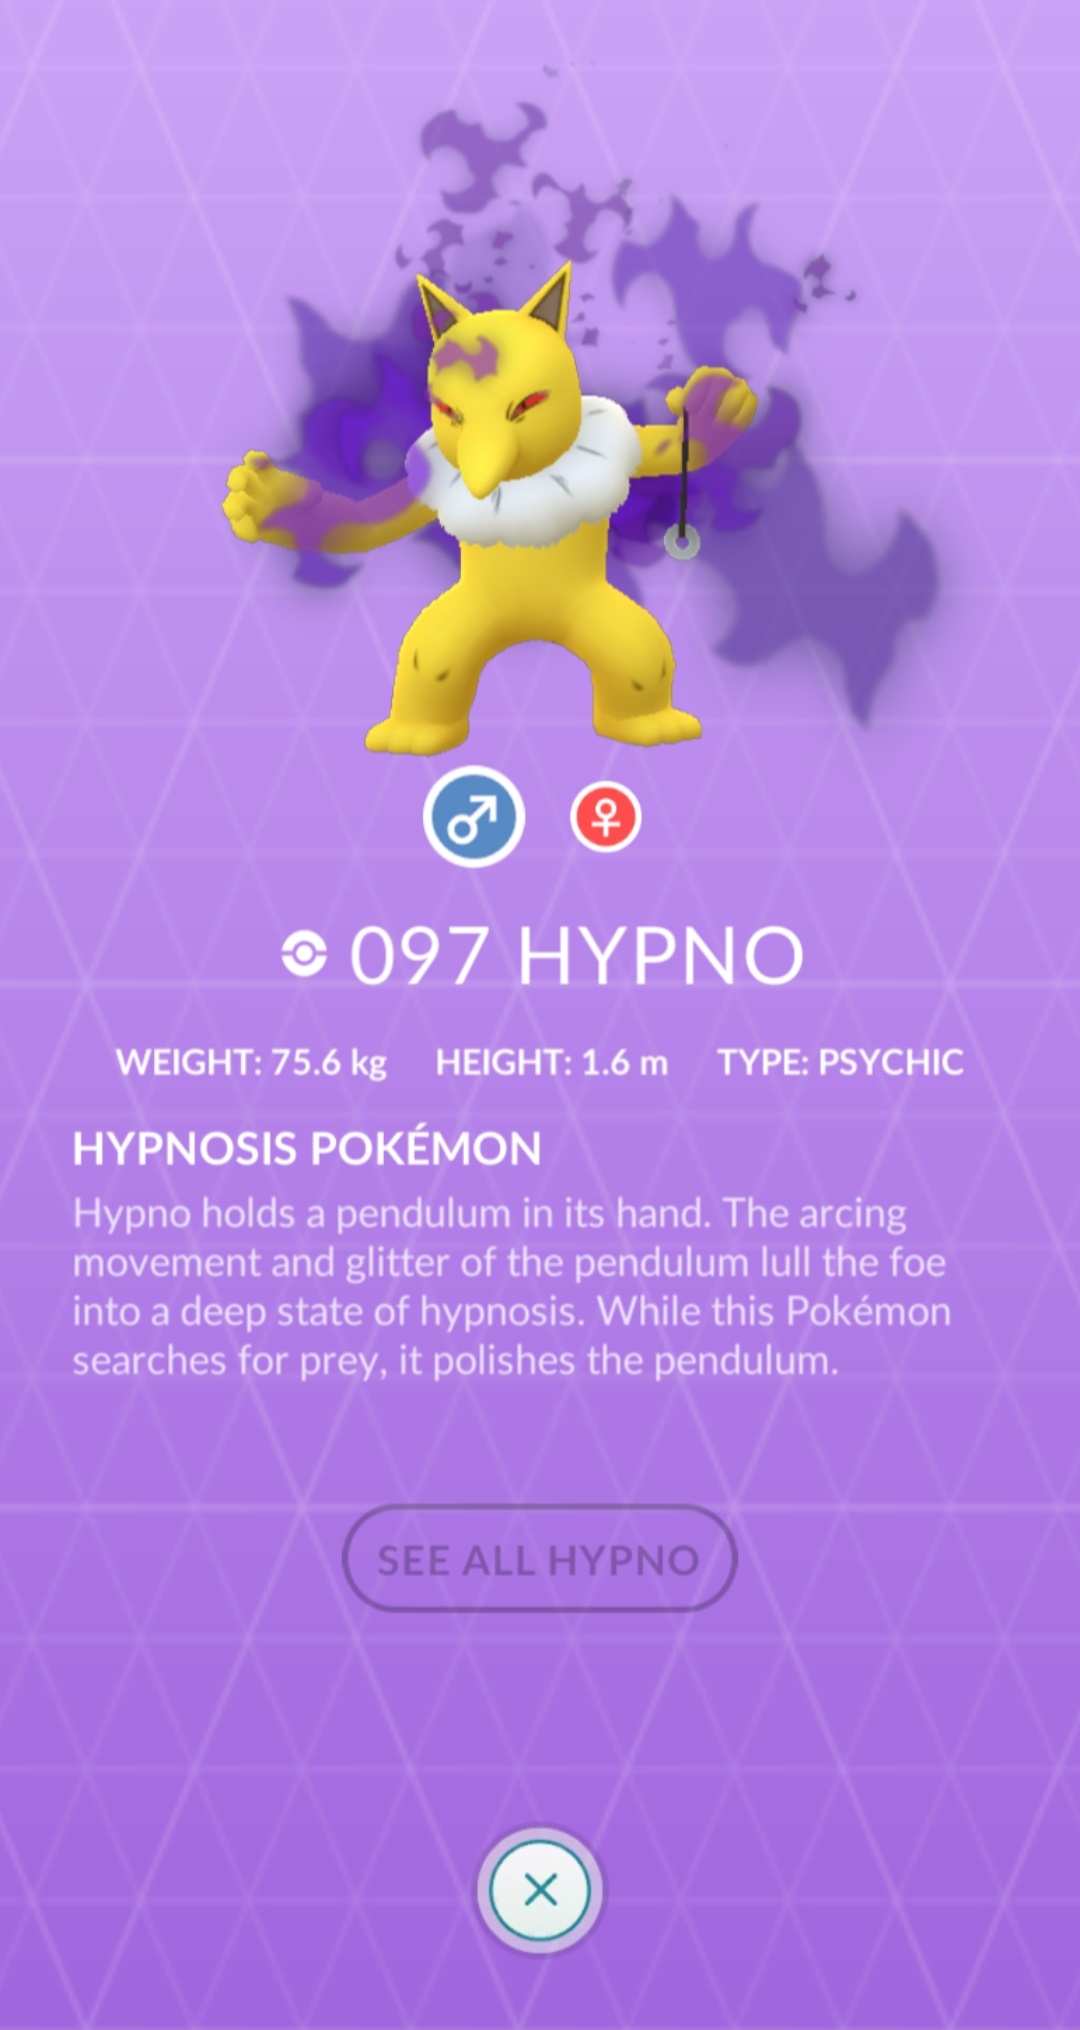 097 HYPNO
WEIGHT: 75.6 kg HEIGHT: 1.6 m TYPE: PSYCHIC
HYPNOSIS POKÉMON
Hypno holds a pendulum in its hand. The arcing
movement and glitter of the pendulum lull the foe
into a deep state of hypnosis. While this Pokémon
searches for prey, it polishes the pendulum.
SEE ALL HYPNO